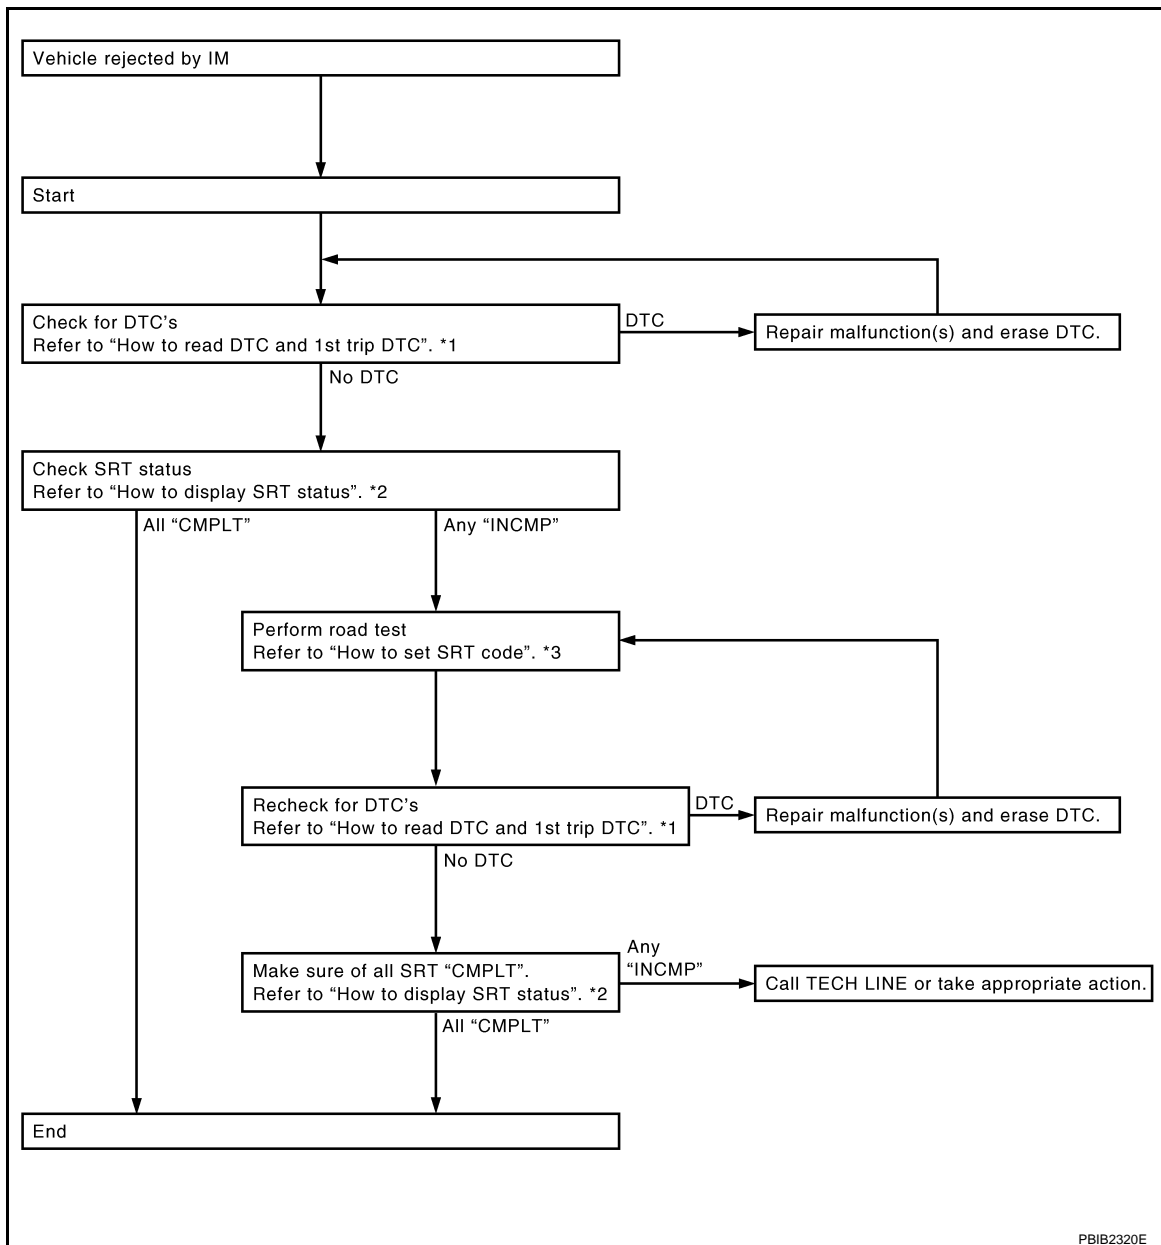 Vehicle rejected by IM
Start
Check for DTC's
Refer to “How to read DTC and 1st trip DTC”. *1
DTC
Repair malfunction(s) and erase DTC.
No DTC
Check SRT status
Refer to “How to display SRT status”. *2
All “CMPLT”
Any “INCMP”
Perform road test
Refer to “How to set SRT code”. *3
Recheck for DTC's
Refer to “How to read DTC and 1st trip DTC”. *1
DTC
Repair malfunction(s) and erase DTC.
No DTC
Make sure of all SRT “CMPLT”.
Refer to “How to display SRT status”. *2
Any
“INCMP”
Call TECH LINE or take appropriate action.
All “CMPLT”
End
PBIB2320E